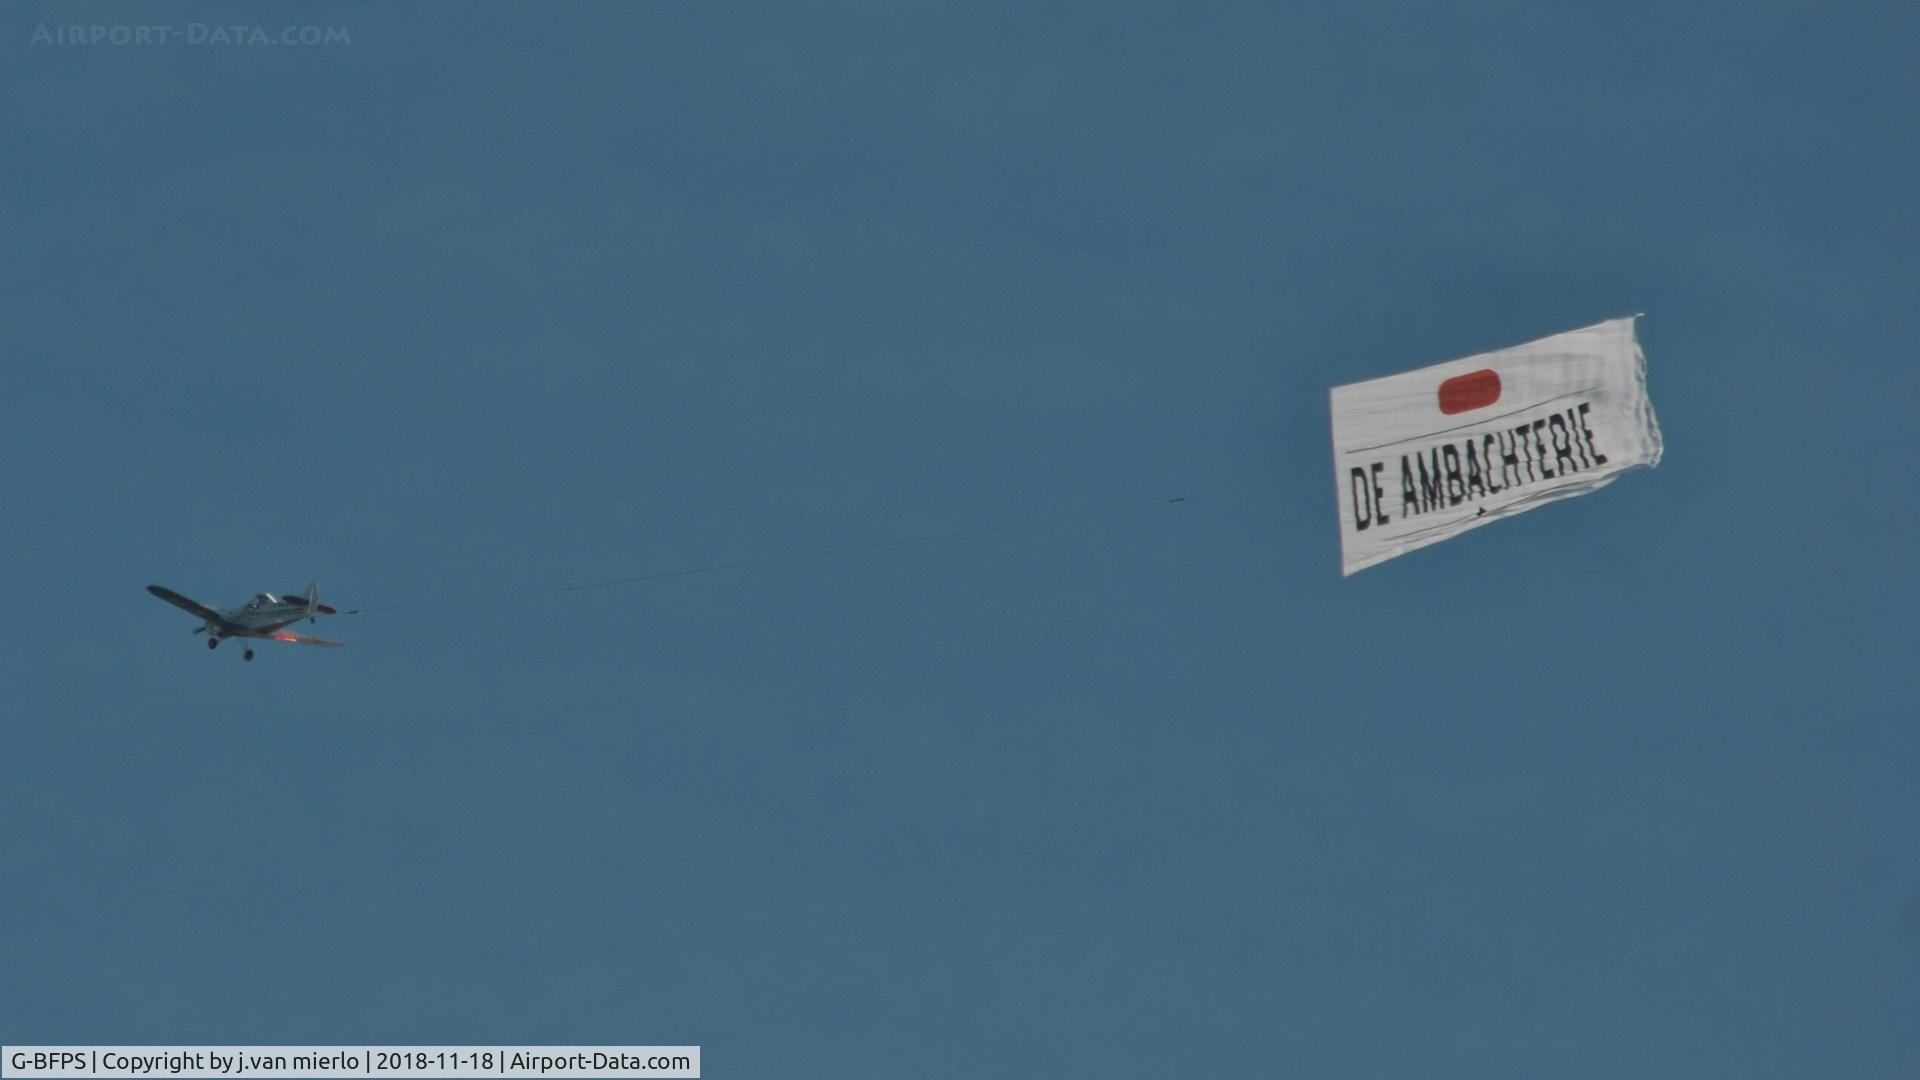 Airport-Data.com
DE AMBACHTERIE
G-BFPS | Copyright by j.van mierlo | 2018-11-18 | Airport-Data.com